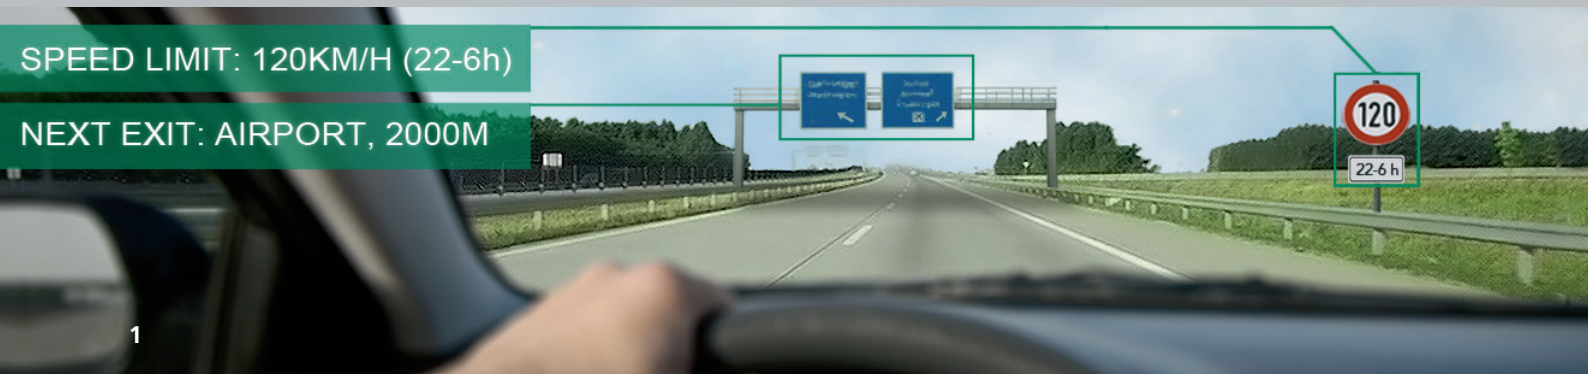 SPEED LIMIT: 120KM/H (22-6h)
NEXT EXIT: AIRPORT, 2000M
120
22-6 h
1